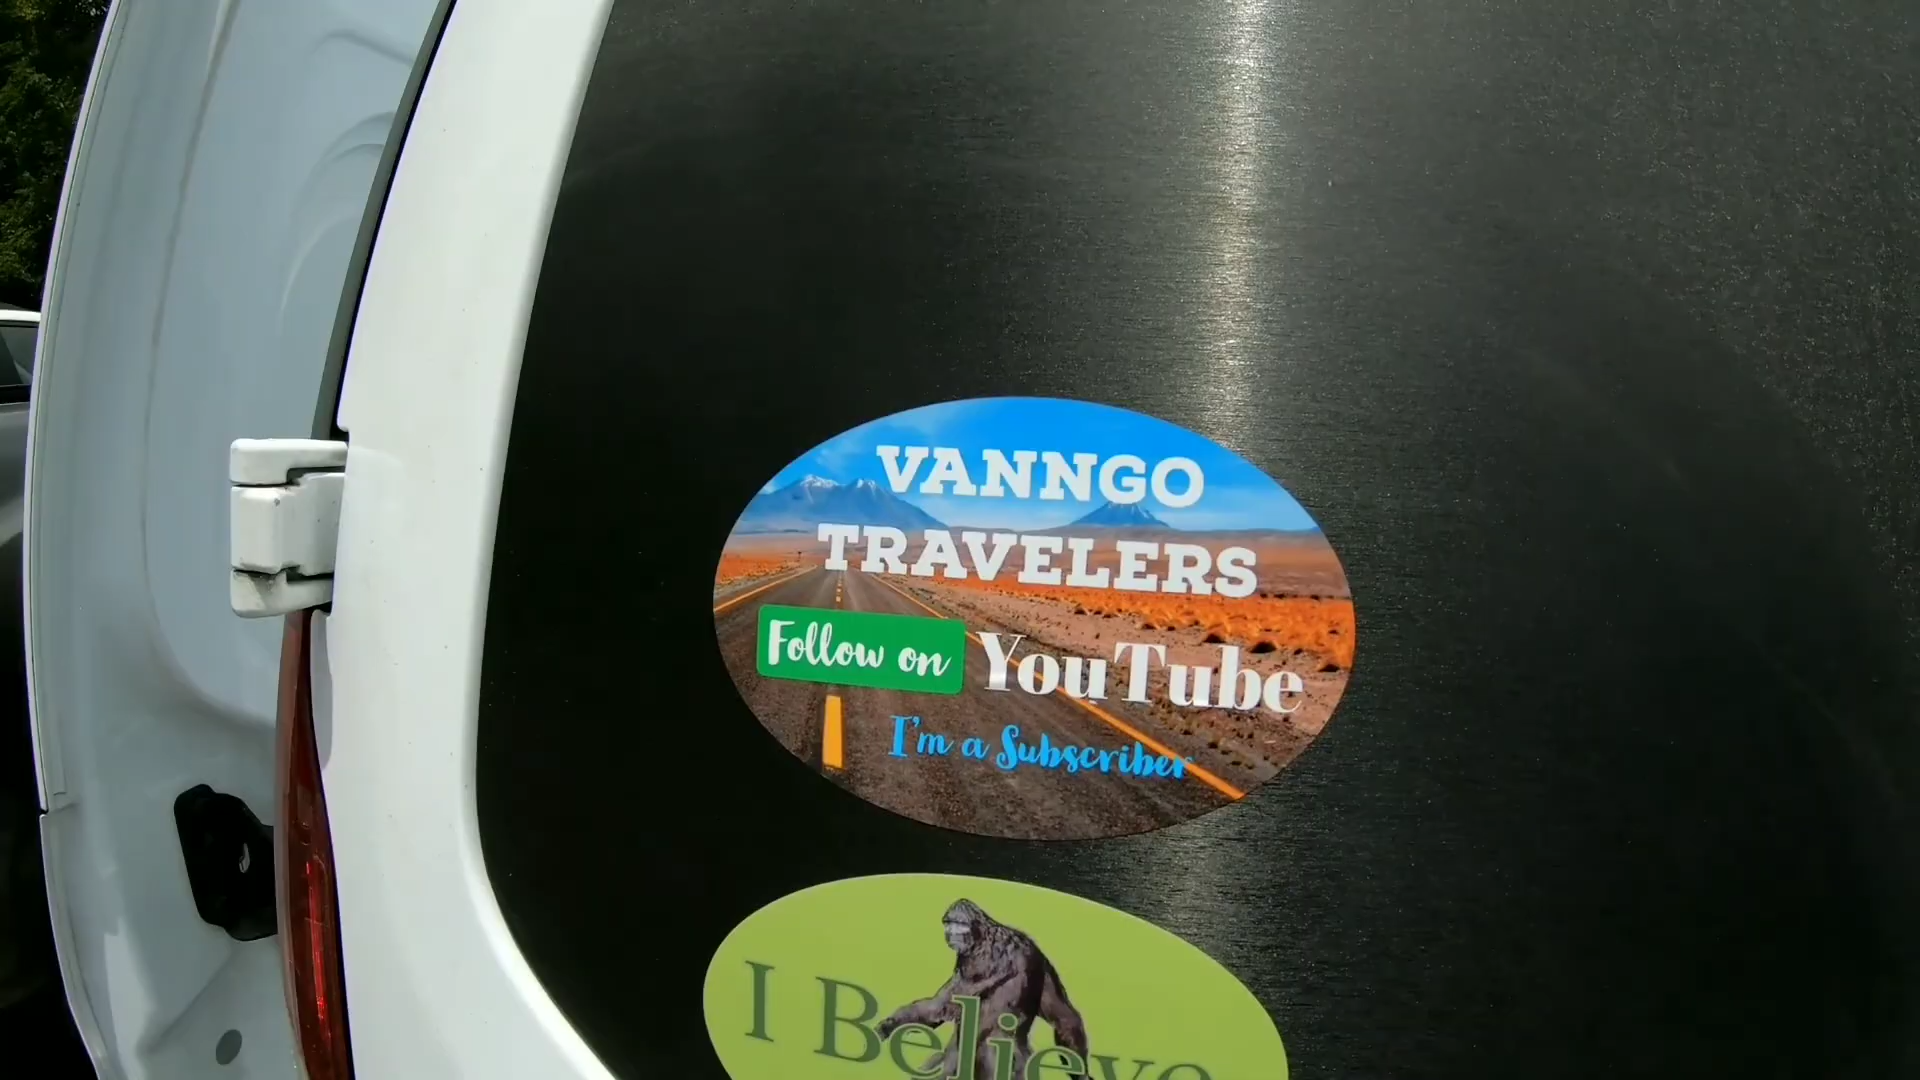 VANNGO
TRAVELERS
Follow on YouTube
I'm a Subscriber
I Believe